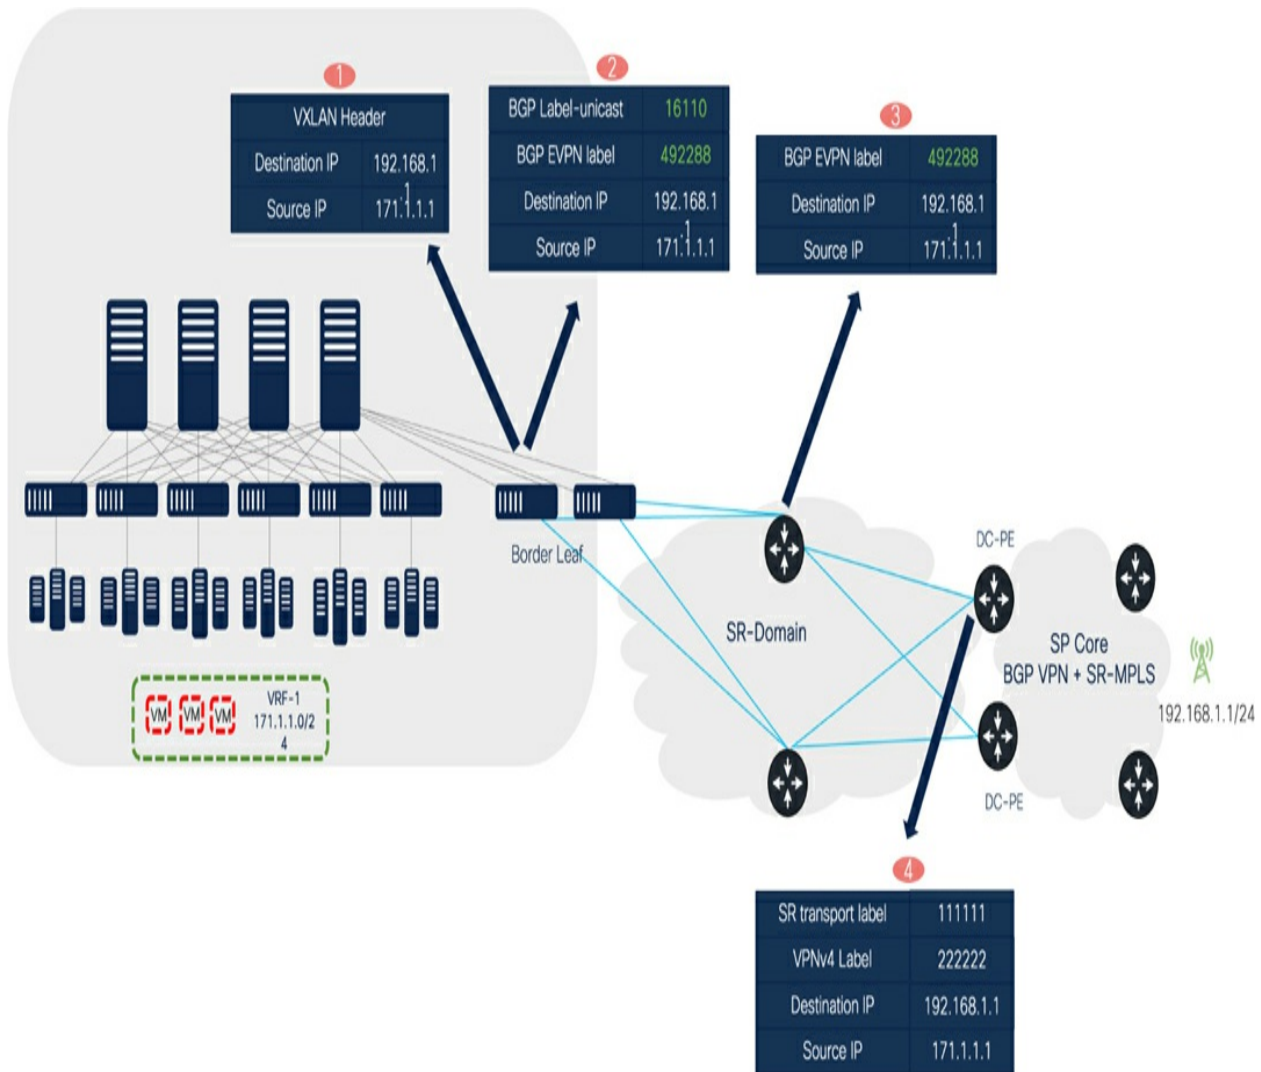 1
VXLAN Header
Destination IP 192.168.1
.1
Source IP 171.1.1.1
2
BGP Label-unicast 16110
BGP EVPN label 492288
Destination IP 192.168.1
.1
Source IP 171.1.1.1
3
BGP EVPN label 492288
Destination IP 192.168.1
.1
Source IP 171.1.1.1
Border Leaf
SR-Domain
DC-PE
SP Core
BGP VPN + SR-MPLS
192.168.1.1/24
DC-PE
VM VM VM
VRF-1
171.1.1.0/2
4
4
SR transport label 111111
VPNv4 Label 222222
Destination IP 192.168.1.1
Source IP 171.1.1.1